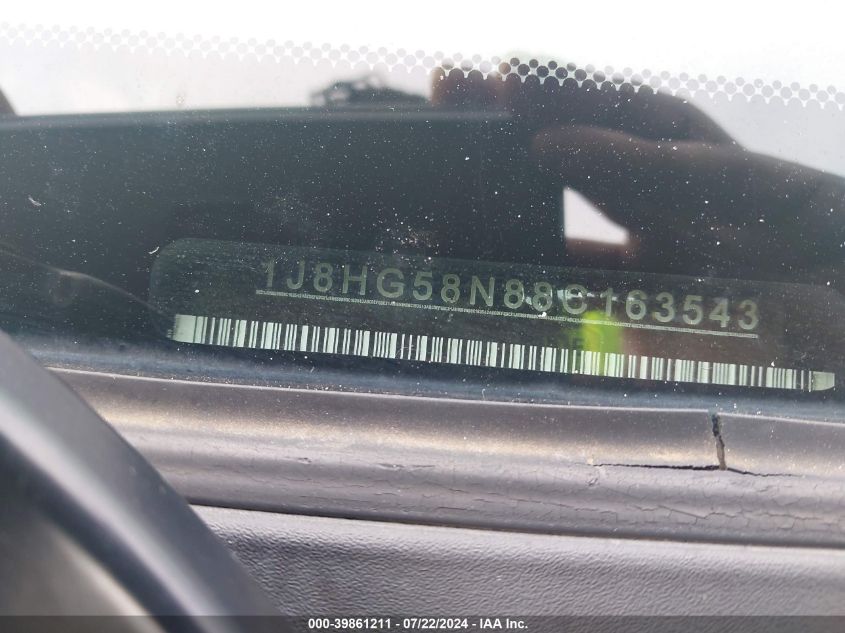 1J8HG58N88C163543
000-39861211 - 07/22/2024 - IAA Inc.